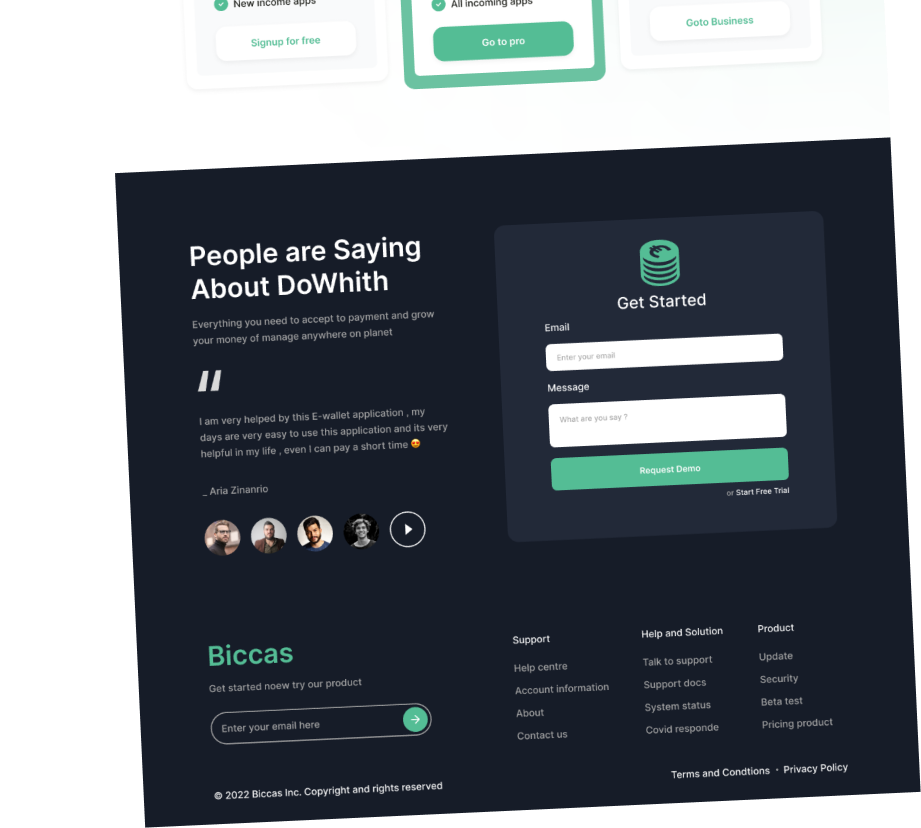 New income apps
All incoming apps
Signup for free
Go to pro
Goto Business
People are Saying
About DoWhith
Everything you need to accept to payment and grow
your money of manage anywhere on planet
"
I am very helped by this E-wallet application , my
days are very easy to use this application and its very
helpful in my life , even I can pay a short time 😍
_ Aria Zinanrio
Get Started
Email
Enter your email
Message
What are you say ?
Request Demo
or Start Free Trial
Biccas
Get started noew try our product
Enter your email here
Support
Help centre
Account information
About
Contact us
Help and Solution
Talk to support
Support docs
System status
Covid responde
Product
Update
Security
Beta test
Pricing product
© 2022 Biccas Inc. Copyright and rights reserved
Terms and Condtions • Privacy Policy